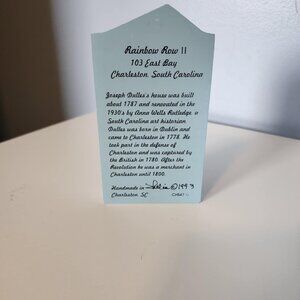 Rainbow Row II
103 East Bay
Charleston, South Carolina
Joseph Dulles's house was built
about 1787 and renovated in the
1930's by Anna Wells Rutledge, a
South Carolina art historian
Dulles was born in Dublin and
came to Charleston in 1778. He
took part in the defense of
Charleston and was captured by
the British in 1780. After the
Revolution he was a merchant in
Charleston until 1800.
Handmade in ©1993
Charleston, SC